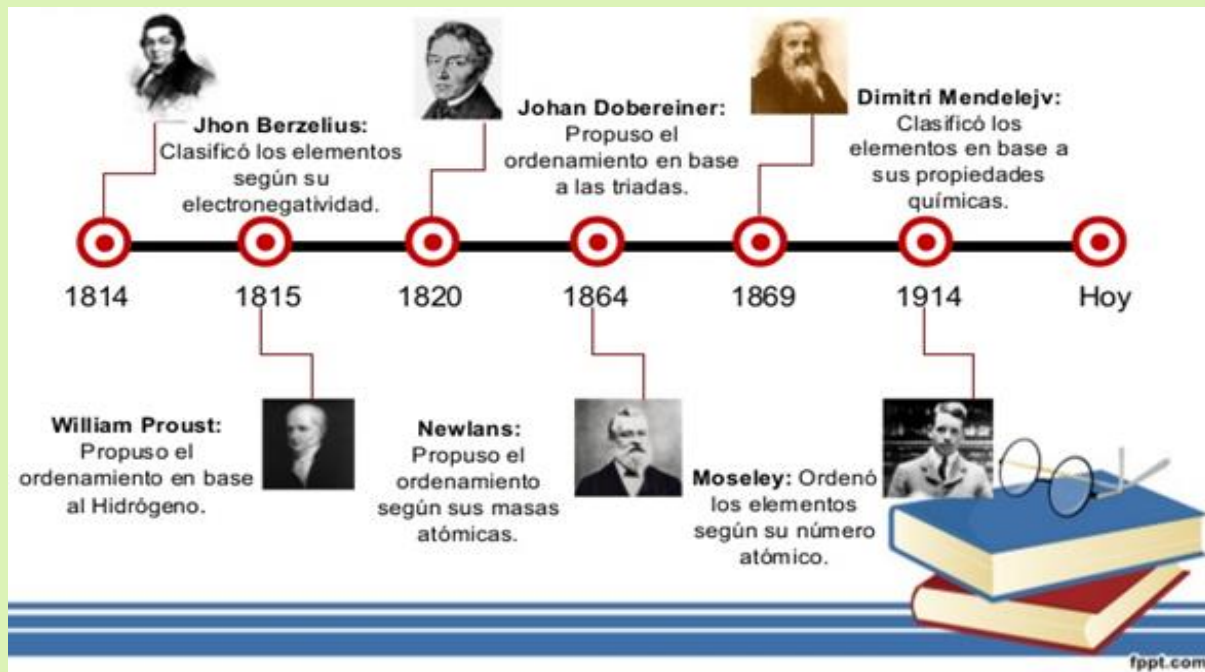 Jhon Berzelius:
Clasificó los elementos
según su
electronegatividad.
Johan Dobereiner:
Propuso el
ordenamiento en base
a las triadas.
Dimitri Mendelejv:
Clasificó los
elementos en base a
sus propiedades
químicas.
1814
1815
1820
1864
1869
1914
Hoy
William Proust:
Propuso el
ordenamiento en base
al Hidrógeno.
Newlans:
Propuso el
ordenamiento
según sus masas
atómicas.
Moseley: Ordenó
los elementos
según su número
atómico.
fppt.com